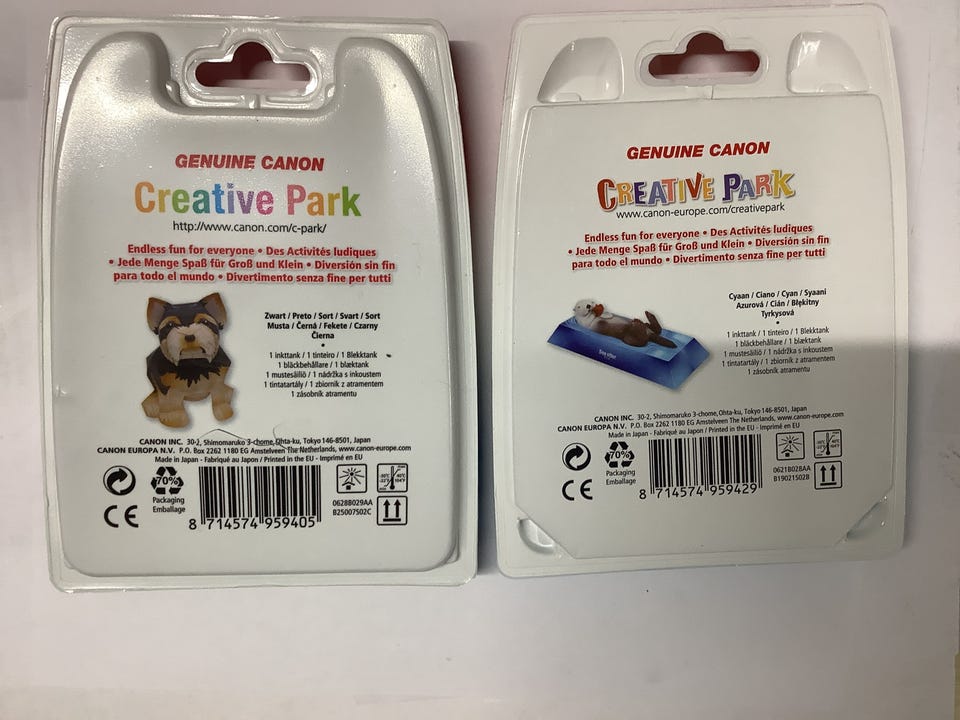 GENUINE CANON
Creative Park
http://www.canon.com/c-park/
Endless fun for everyone • Des Activités ludiques
• Jede Menge Spaß für Groß und Klein • Diversión sin fin
para todo el mundo • Divertimento senza fine per tutti
Zwart / Preto / Sort / Svart / Sort
Musta / Černá / Fekete / Czarny
Čierna
•
1 inkttank / 1 tinteiro / 1 Blekktank
1 bläckbehållare / 1 blæktank
1 mustesäiliö / 1 nádržka s inkoustem
1 tintatartály / 1 zbiornik z atramentem
1 zásobník atramentu
CANON INC. 30-2, Shimomaruko 3-chome, Ohta-ku, Tokyo 146-8501, Japan
CANON EUROPA N.V. P.O. Box 2262 1180 EG Amstelveen The Netherlands, www.canon-europe.com
Made in Japan - Fabriqué au Japon / Printed in the EU - Imprimé en EU
70%
Packaging
Emballage
CE
8 714574 959405
0628B029AA
B25007S02C
GENUINE CANON
CREATIVE PARK
www.canon-europe.com/creativepark
Endless fun for everyone • Des Activités ludiques
• Jede Menge Spaß für Groß und Klein • Diversión sin fin
para todo el mundo • Divertimento senza fine per tutti
Sea otter
Cyaan / Ciano / Cyan / Syaani
Azurová / Cián / Błękitny
Tyrkysová
•
1 inkttank / 1 tinteiro / 1 Blekktank
1 bläckbehållare / 1 blæktank
1 mustesäiliö / 1 nádržka s inkoustem
1 tintatartály / 1 zbiornik z atramentem
1 zásobník atramentu
CANON INC. 30-2, Shimomaruko 3-chome, Ohta-ku, Tokyo 146-8501, Japan
CANON EUROPA N.V. P.O. Box 2262 1180 EG Amstelveen The Netherlands, www.canon-europe.com
Made in Japan - Fabriqué au Japon / Printed in the EU - Imprimé en EU
70%
Packaging
Emballage
CE
8 714574 959429
0621B028AA
B19021S028